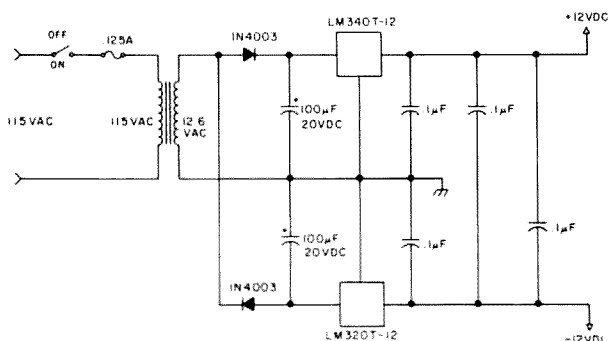 LM340T-12
+12VDC
OFF
ON
.125A
1N4003
115VAC
115VAC
12.6
VAC
+
100µF
20VDC
.1µF
.1µF
.1µF
+
100µF
20VDC
.1µF
1N4003
LM320T-12
-12VDC